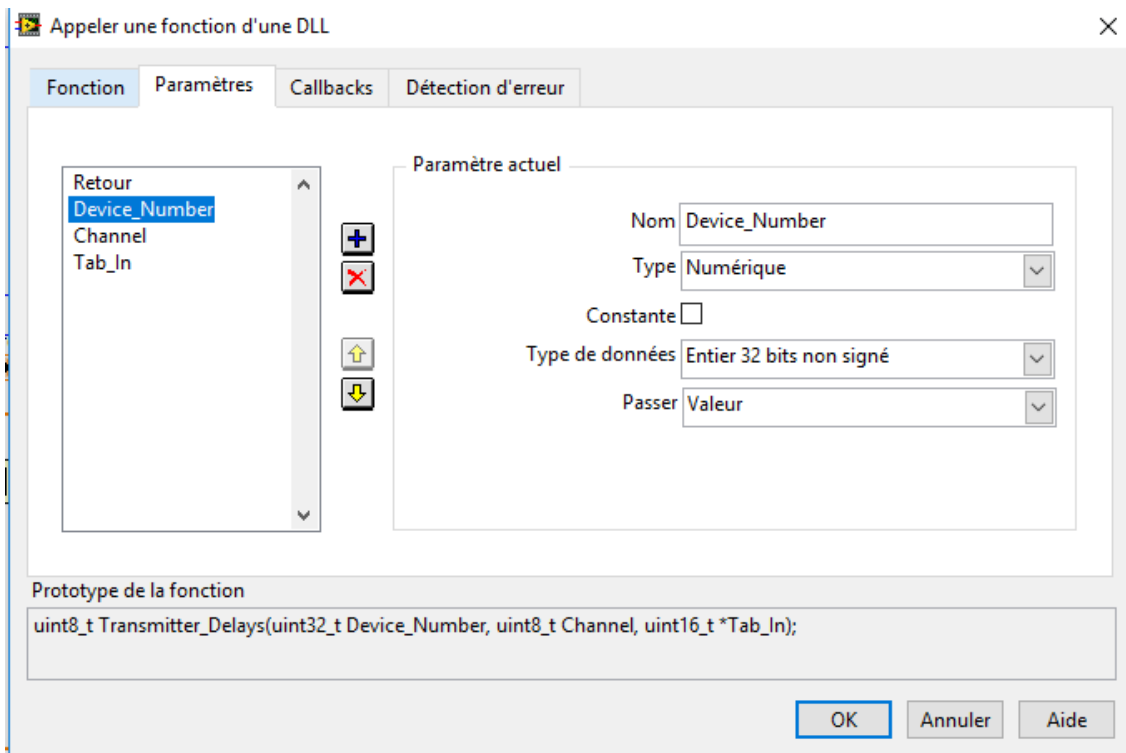 Appeler une fonction d'une DLL
Fonction Paramètres Callbacks Détection d'erreur
Paramètre actuel
Retour
Device_Number
Channel
Tab_In
Nom Device_Number
Type Numérique
Constante
Type de données Entier 32 bits non signé
Passer Valeur
Prototype de la fonction
uint8_t Transmitter_Delays(uint32_t Device_Number, uint8_t Channel, uint16_t *Tab_In);
OK Annuler Aide